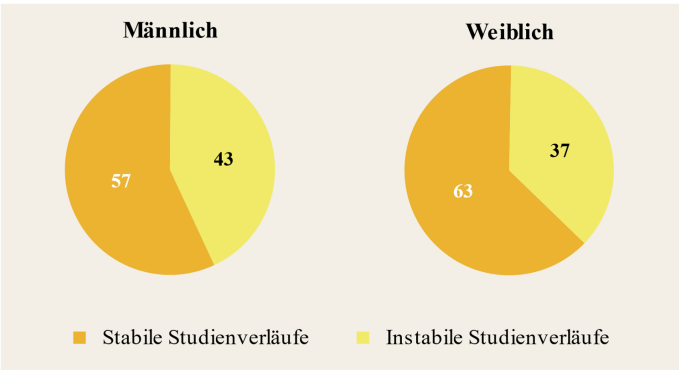 Männlich
Weiblich
43
57
37
63
Stabile Studienverläufe
Instabile Studienverläufe